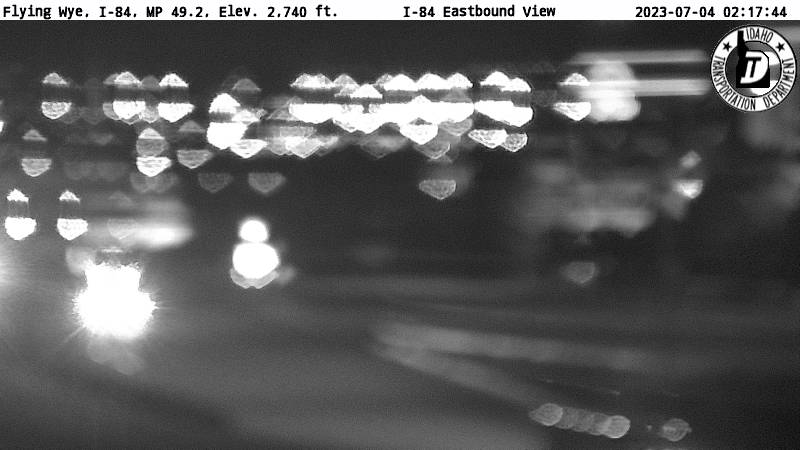 Flying Wye, I-84, MP 49.2, Elev. 2,740 ft. I-84 Eastbound View 2023-07-04 02:17:44
IDAHO
TRANSPORTATION DEPARTMENT